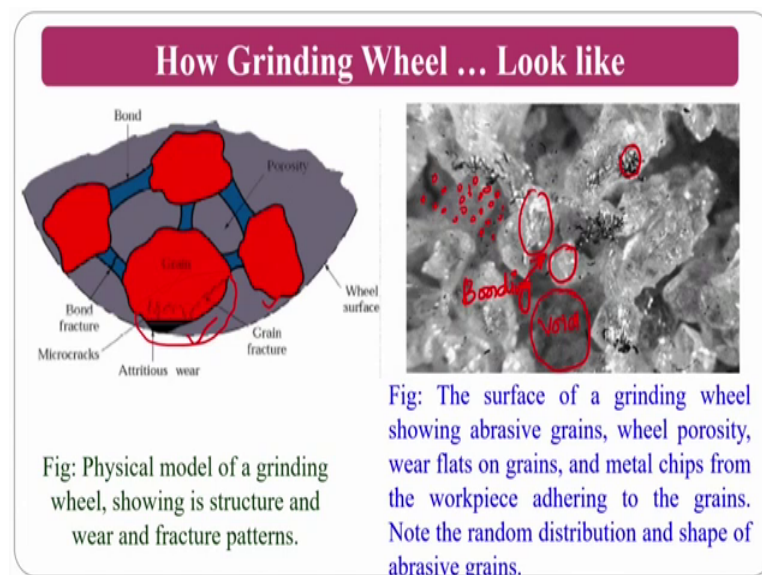 How Grinding Wheel ... Look like
Bond
Porosity
Grain
Bond
fracture
Microcracks
Attritious wear
Grain
fracture
Wheel
surface
Bonding
Void
Fig: Physical model of a grinding
wheel, showing is structure and
wear and fracture patterns.
Fig: The surface of a grinding wheel
showing abrasive grains, wheel porosity,
wear flats on grains, and metal chips from
the workpiece adhering to the grains.
Note the random distribution and shape of
abrasive grains.